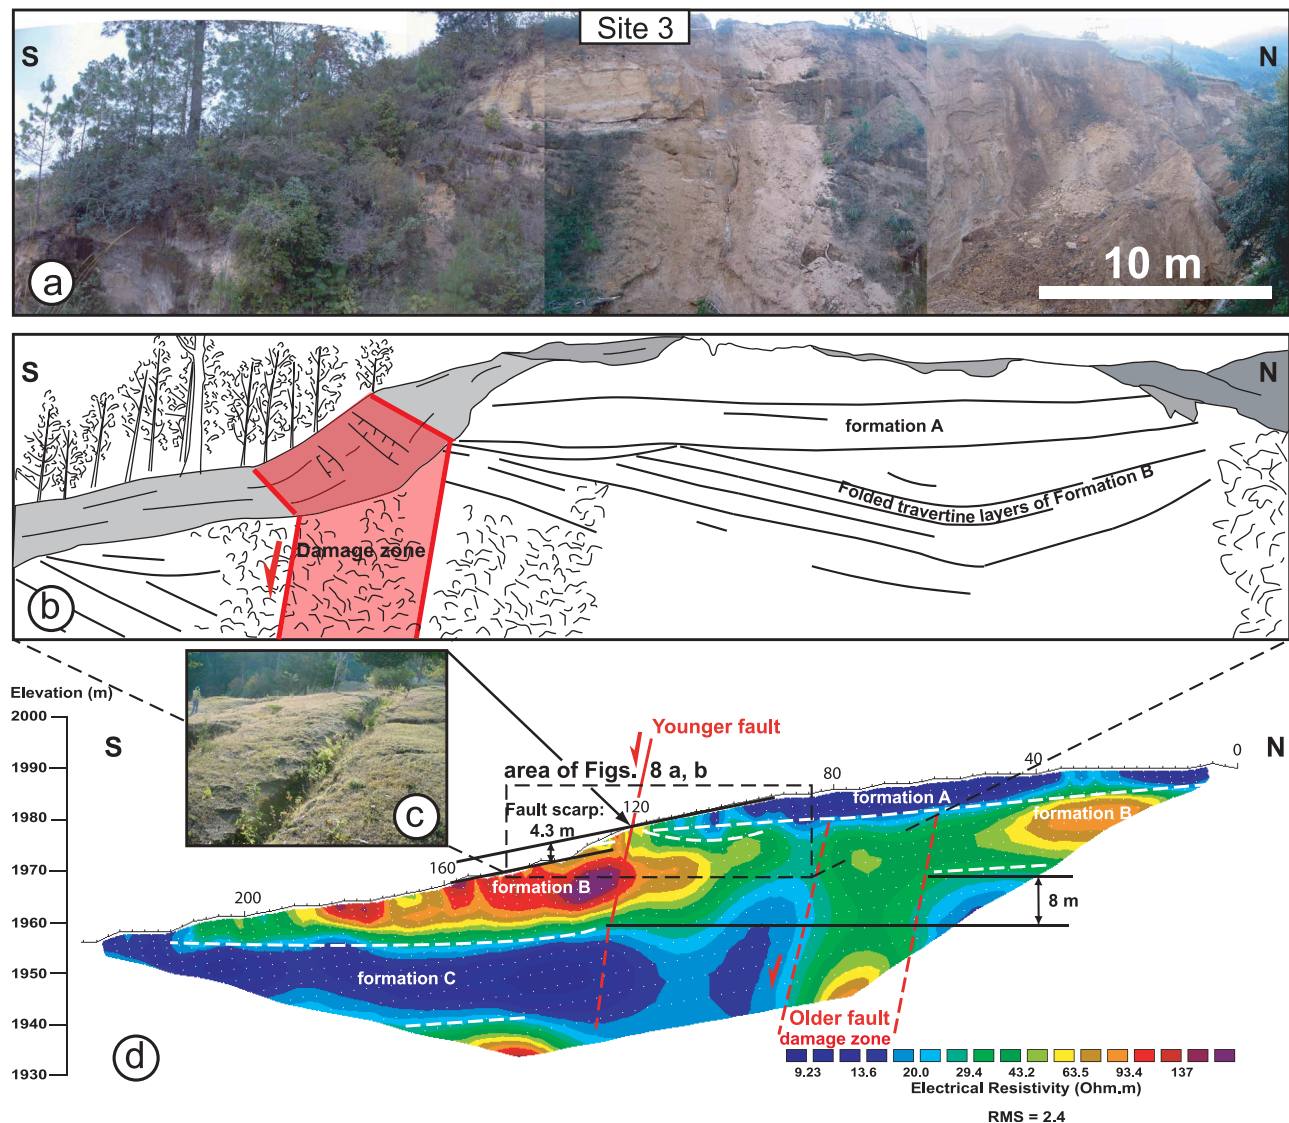 Site 3
S
N
a
10 m
S
N
formation A
Folded travertine layers of Formation B
Damage zone
b
Elevation (m)
2000
1990
1980
1970
1960
1950
1940
1930
S
N
c
Younger fault
area of Figs. 8 a, b
Fault scarp:
4.3 m
0
40
80
120
160
200
formation A
formation B
formation B
8 m
formation C
Older fault
damage zone
d
9.23
13.6
20.0
29.4
43.2
63.5
93.4
137
Electrical Resistivity (Ohm.m)
RMS = 2.4